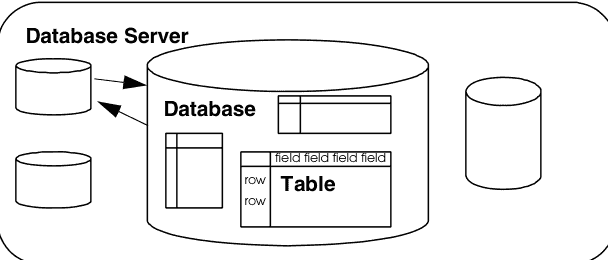 Database Server
Database
field field field field
row
Table
row